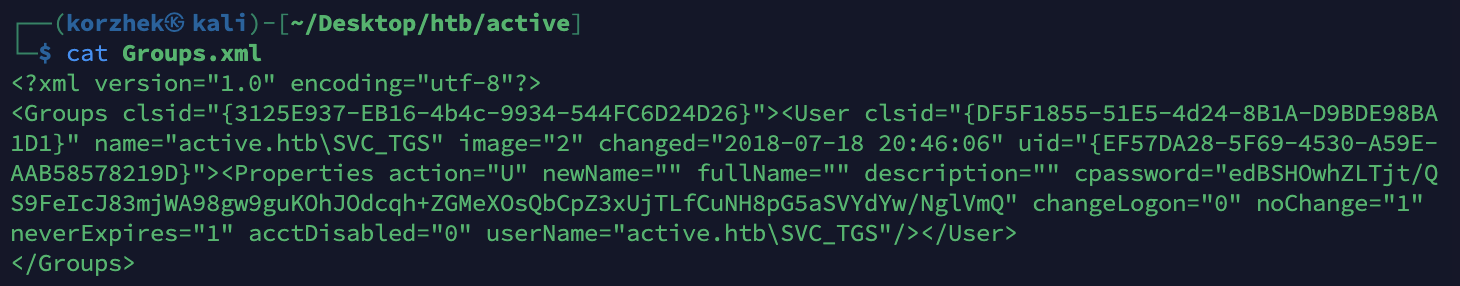 ┌──(korzhek㉿kali)-[~/Desktop/htb/active]
└─$ cat Groups.xml
<?xml version="1.0" encoding="utf-8"?>
<Groups clsid="{3125E937-EB16-4b4c-9934-544FC6D24D26}"><User clsid="{DF5F1855-51E5-4d24-8B1A-D9BDE98BA
1D1}" name="active.htb\SVC_TGS" image="2" changed="2018-07-18 20:46:06" uid="{EF57DA28-5F69-4530-A59E-
AAB58578219D}"><Properties action="U" newName="" fullName="" description="" cpassword="edBSHOwhZLTjt/Q
S9FeIcJ83mjWA98gw9guKOhJOdcqh+ZGMeXOsQbCpZ3xUjTLfCuNH8pG5aSVYdYw/NglVmQ" changeLogon="0" noChange="1"
neverExpires="1" acctDisabled="0" userName="active.htb\SVC_TGS"/></User>
</Groups>